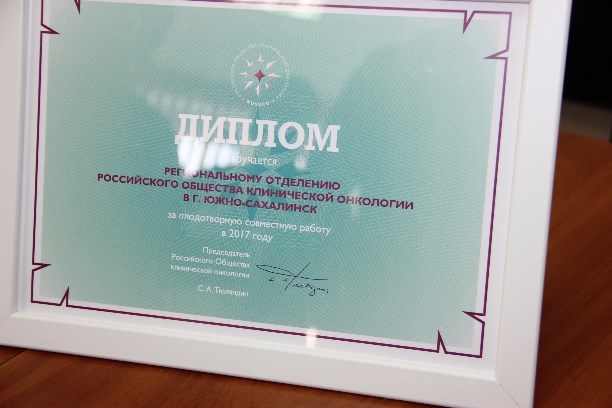 ДИПЛОМ
вручается
РЕГИОНАЛЬНОМУ ОТДЕЛЕНИЮ
РОССИЙСКОГО ОБЩЕСТВА КЛИНИЧЕСКОЙ ОНКОЛОГИИ
В Г. ЮЖНО-САХАЛИНСК
за плодотворную совместную работу
в 2017 году
Председатель
Российского Общества
клинической онкологии
С.А. Тюляндин